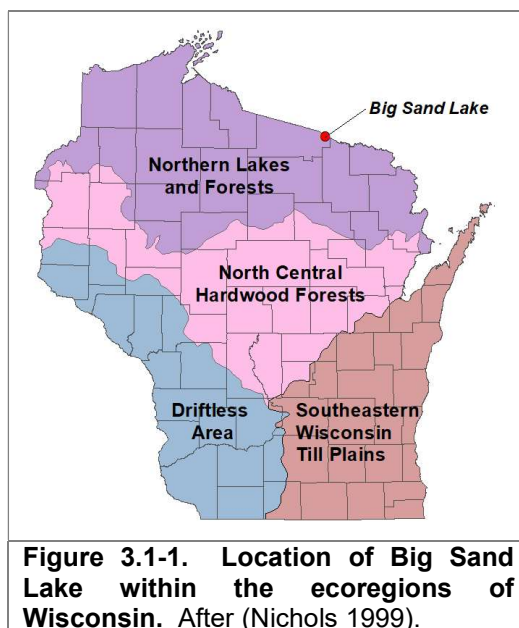 Big Sand Lake
Northern Lakes
and Forests
North Central
Hardwood Forests
Driftless
Area
Southeastern
Wisconsin
Till Plains
Figure 3.1-1. Location of Big Sand
Lake within the ecoregions of
Wisconsin. After (Nichols 1999).